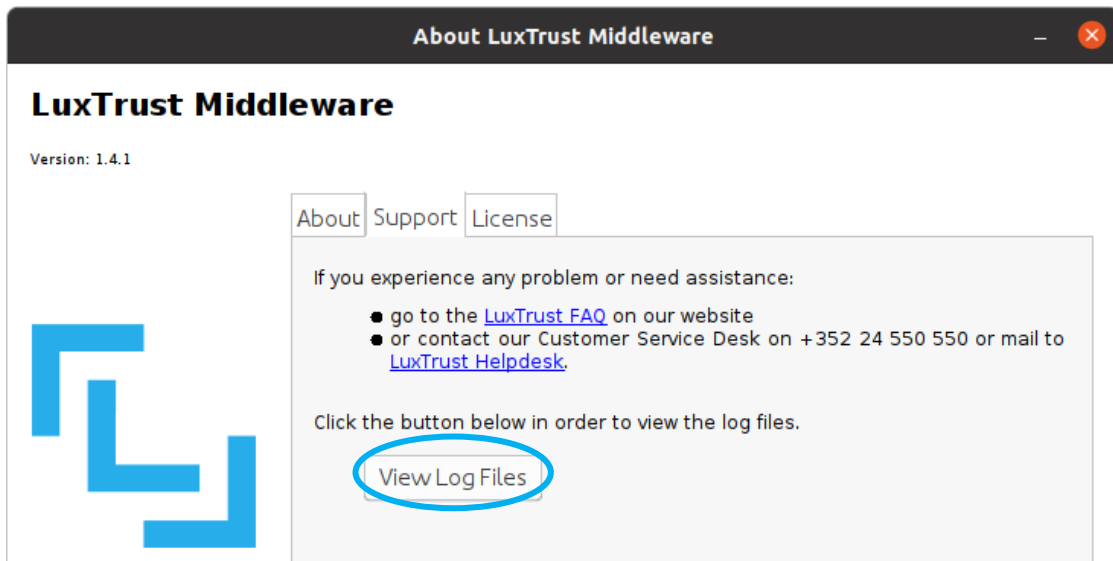 About LuxTrust Middleware
LuxTrust Middleware
Version: 1.4.1
About Support License
If you experience any problem or need assistance:
● go to the LuxTrust FAQ on our website
● or contact our Customer Service Desk on +352 24 550 550 or mail to
LuxTrust Helpdesk.
Click the button below in order to view the log files.
View Log Files